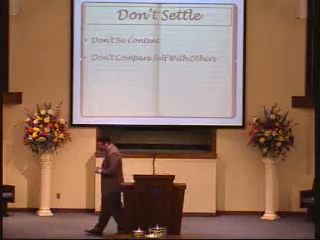 Don't Settle
• Don't Be Content
• Don't Compare Self With Others